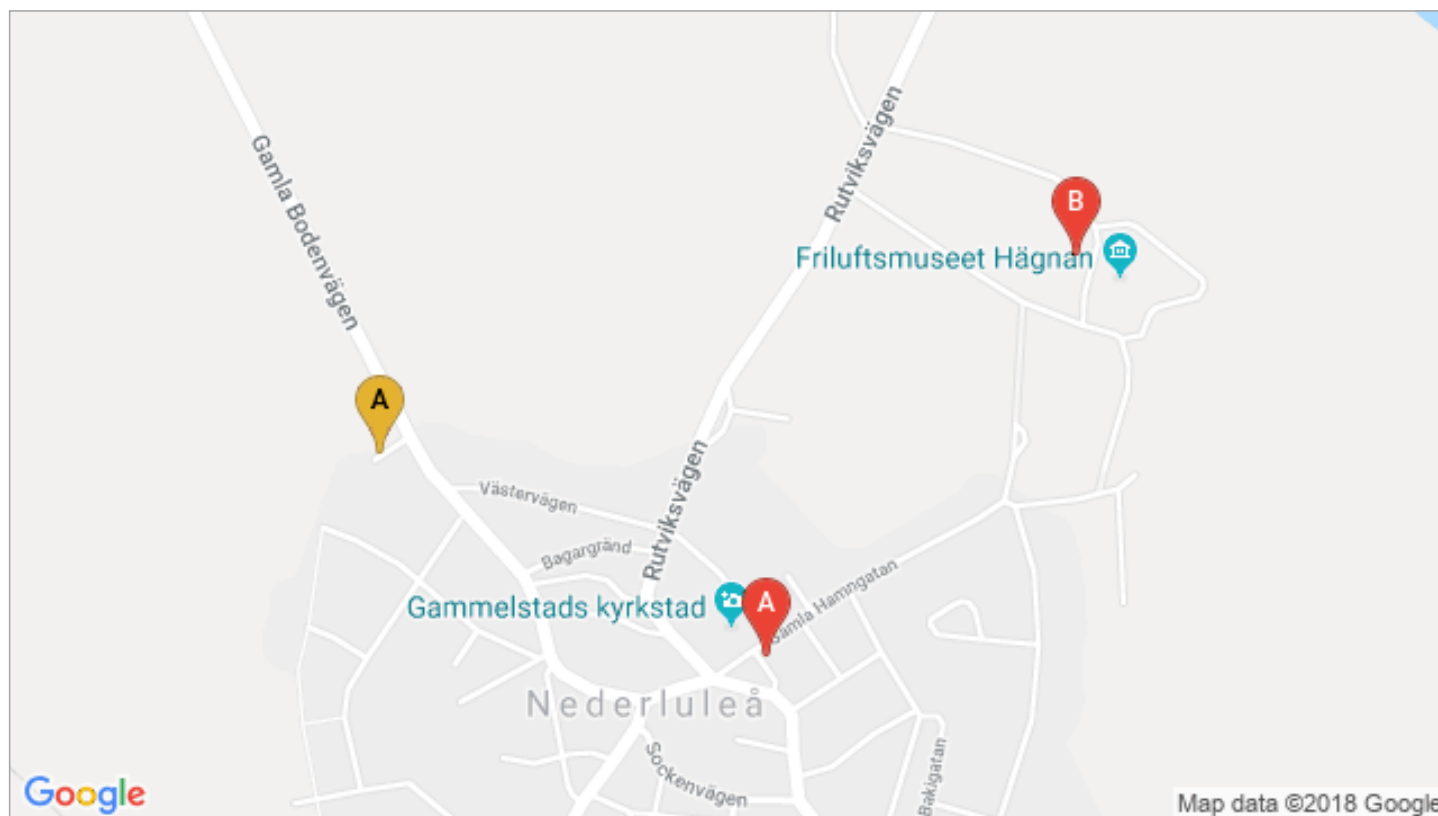 Gamla Bodenvägen
Rutviksvägen
B
Friluftsmuseet Hägnan
A
Västervägen
Rutviksvägen
Bagargränd
Gammelstads kyrkstad
A
Gamla Hamngatan
Nederluleå
Sockenvägen
Bakigatan
Google
Map data ©2018 Google